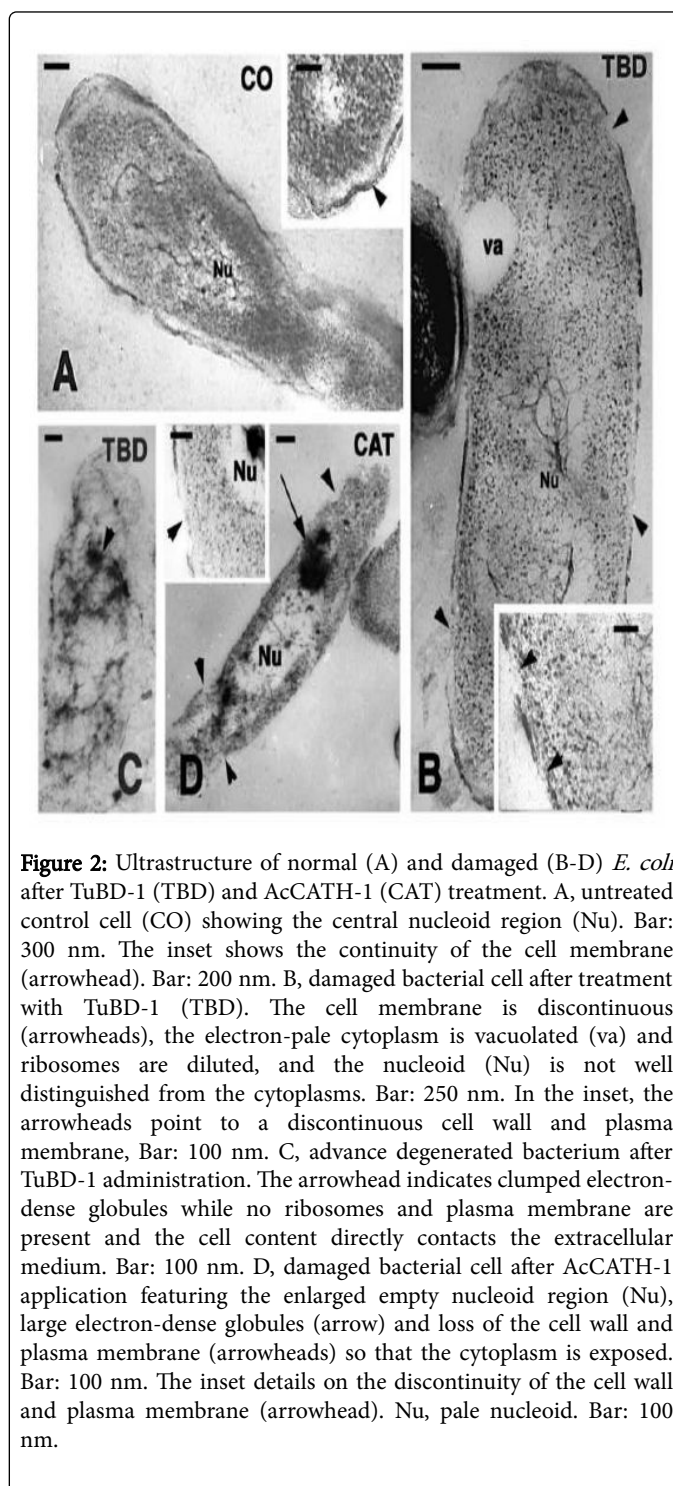 CO
TBD
Nu
va
A
TBD
Nu
CAT
Nu
Nu
C
D
B
Figure 2: Ultrastructure of normal (A) and damaged (B-D) E. coli
after TuBD-1 (TBD) and AcCATH-1 (CAT) treatment. A, untreated
control cell (CO) showing the central nucleoid region (Nu). Bar:
300 nm. The inset shows the continuity of the cell membrane
(arrowhead). Bar: 200 nm. B, damaged bacterial cell after treatment
with TuBD-1 (TBD). The cell membrane is discontinuous
(arrowheads), the electron-pale cytoplasm is vacuolated (va) and
ribosomes are diluted, and the nucleoid (Nu) is not well
distinguished from the cytoplasms. Bar: 250 nm. In the inset, the
arrowheads point to a discontinuous cell wall and plasma
membrane, Bar: 100 nm. C, advance degenerated bacterium after
TuBD-1 administration. The arrowhead indicates clumped electron-
dense globules while no ribosomes and plasma membrane are
present and the cell content directly contacts the extracellular
medium. Bar: 100 nm. D, damaged bacterial cell after AcCATH-1
application featuring the enlarged empty nucleoid region (Nu),
large electron-dense globules (arrow) and loss of the cell wall and
plasma membrane (arrowheads) so that the cytoplasm is exposed.
Bar: 100 nm. The inset details on the discontinuity of the cell wall
and plasma membrane (arrowhead). Nu, pale nucleoid. Bar: 100
nm.